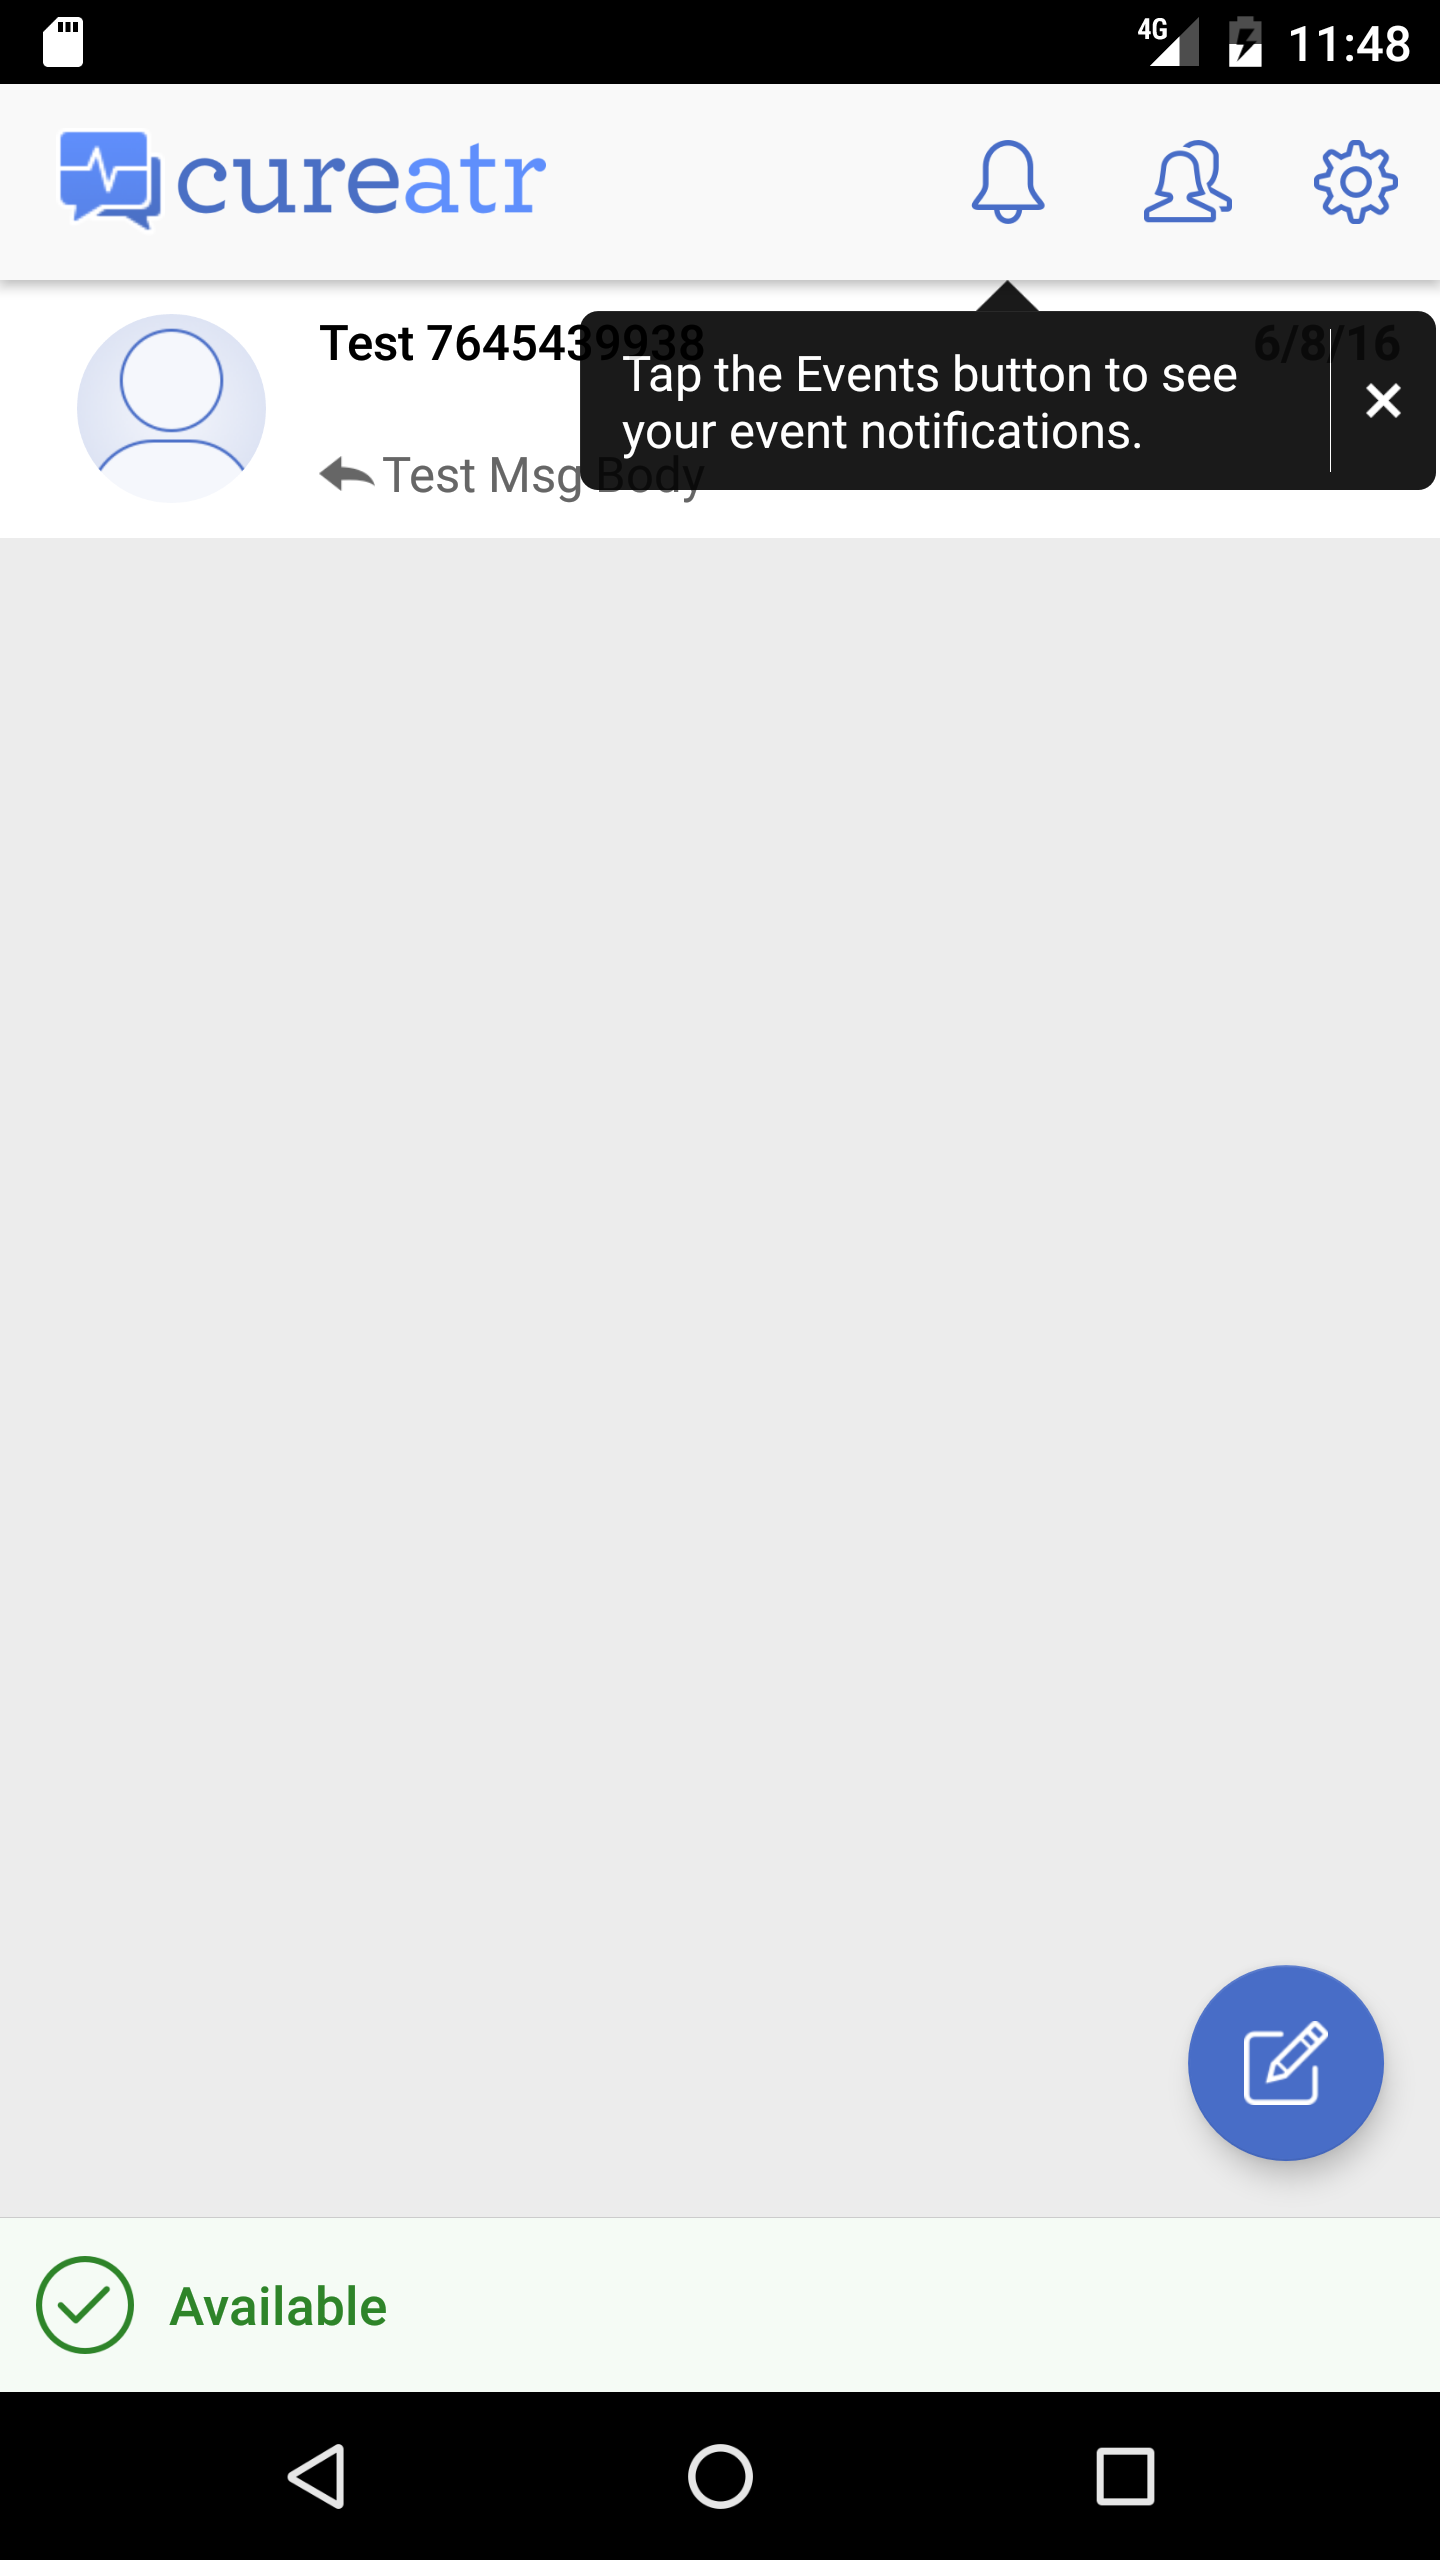 4G 11:48
cureatr
Test 7645439938
6/8/16
Tap the Events button to see
your event notifications.
Test Msg Body
Available